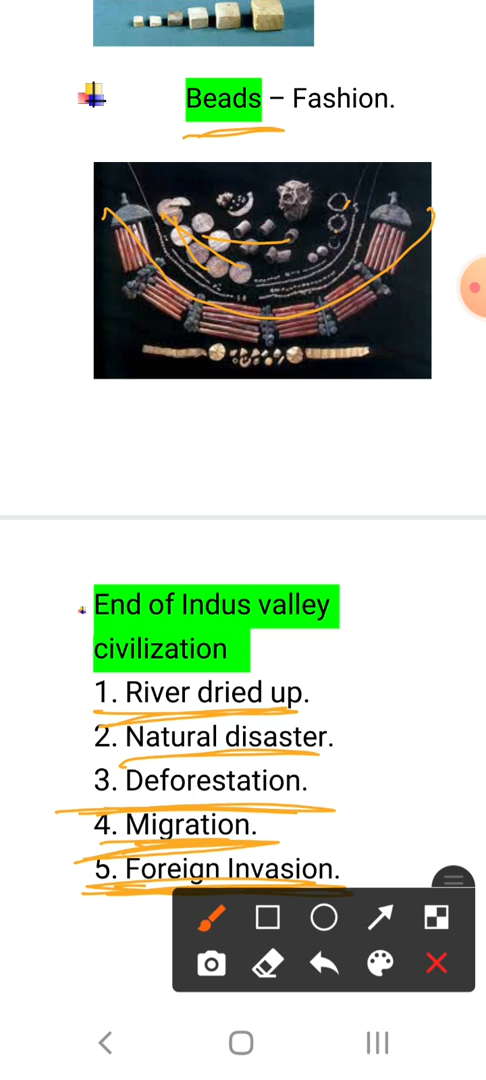 Beads – Fashion.
End of Indus valley
civilization
1. River dried up.
2. Natural disaster.
3. Deforestation.
4. Migration.
5. Foreign Invasion.